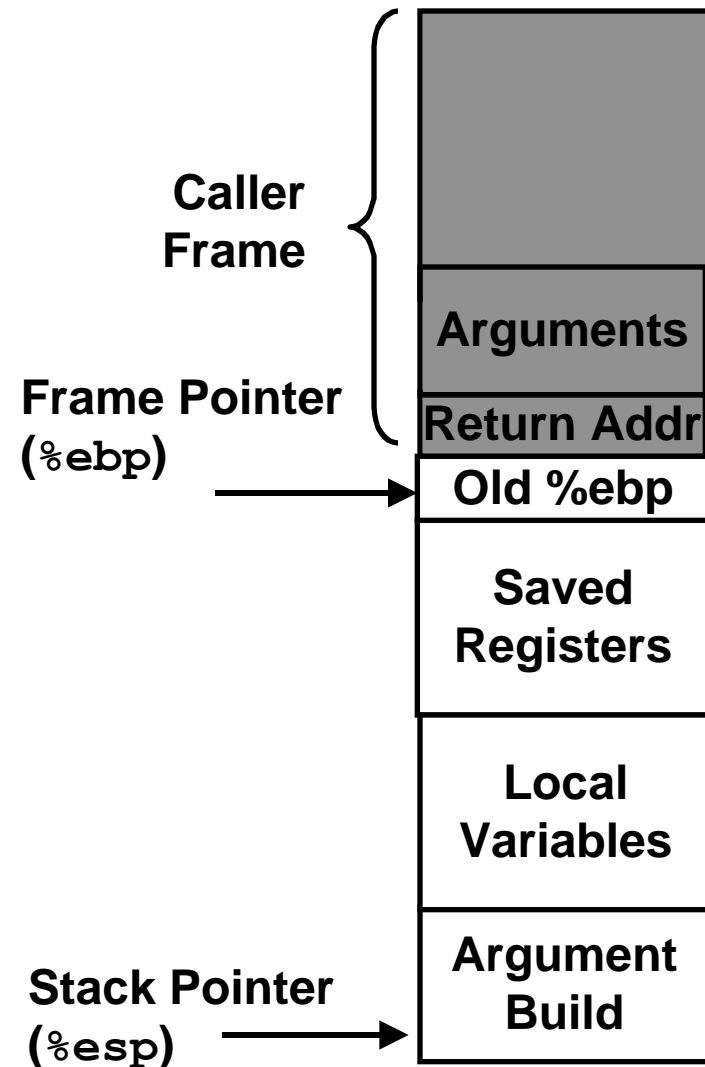 Caller
Frame
Arguments
Frame Pointer
(%ebp)
Return Addr
Old %ebp
Saved
Registers
Local
Variables
Argument
Build
Stack Pointer
(%esp)